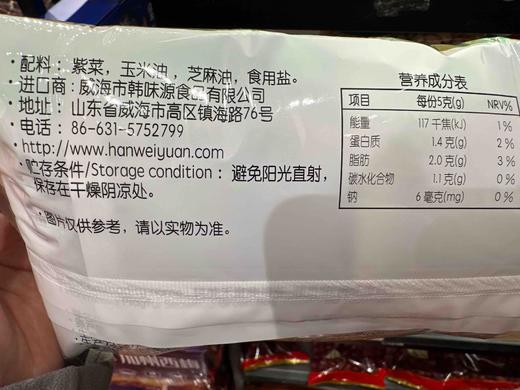 ·配料：紫菜，玉米油，芝麻油，食用盐。
·进口商：威海市韩味源食品有限公司
·地址：山东省威海市高区镇海路76号
·电话：86-631-5752799
·http://www.hanweiyuan.com
·贮存条件/Storage condition：避免阳光直射，
保存在干燥阴凉处。
·图片仅供参考，请以实物为准。
营养成分表
项目 每份5克(g) NRV%
能量 117千焦(kJ) 1%
蛋白质 1.4克(g) 2%
脂肪 2.0克(g) 3%
碳水化合物 1.1克(g) 0%
钠 6毫克(mg) 0%